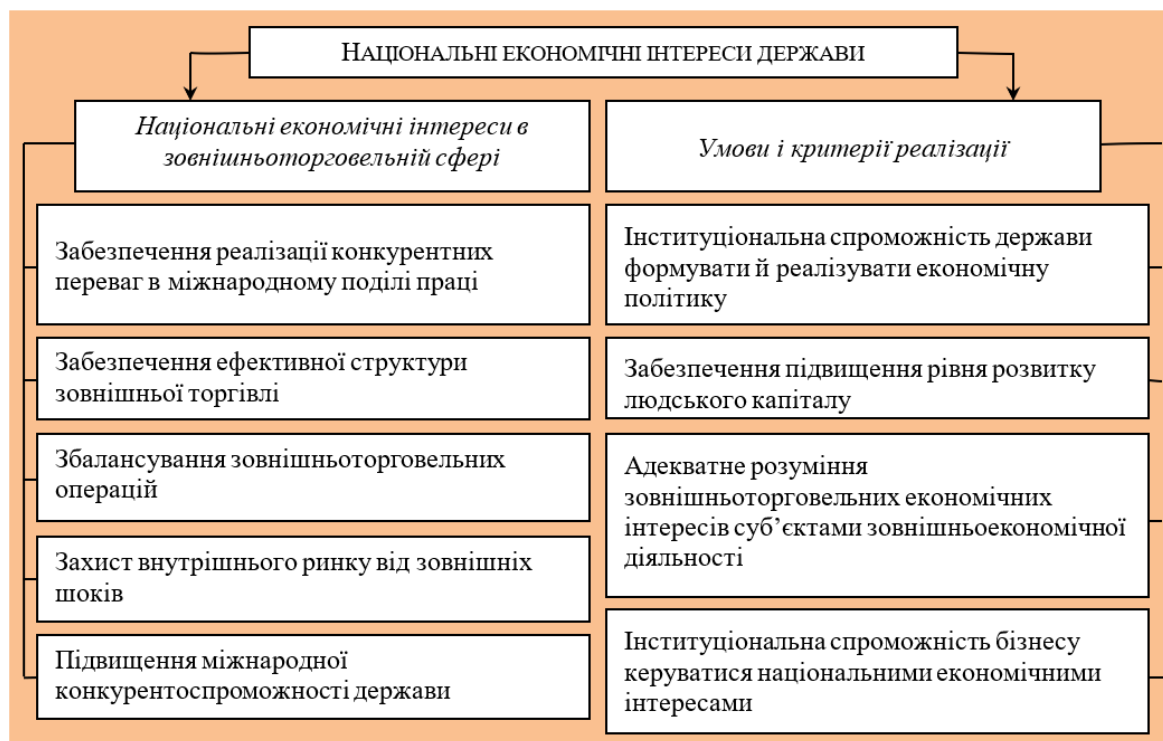 НАЦІОНАЛЬНІ ЕКОНОМІЧНІ ІНТЕРЕСИ ДЕРЖАВИ
Національні економічні інтереси в
зовнішньоторговельній сфері
Забезпечення реалізації конкурентних
переваг в міжнародному поділі праці
Забезпечення ефективної структури
зовнішньої торгівлі
Збалансування зовнішньоторговельних
операцій
Захист внутрішнього ринку від зовнішніх
шоків
Підвищення міжнародної
конкурентоспроможності держави
Умови і критерії реалізації
Інституціональна спроможність держави
формувати й реалізувати економічну
політику
Забезпечення підвищення рівня розвитку
людського капіталу
Адекватне розуміння
зовнішньоторговельних економічних
інтересів суб’єктами зовнішньоекономічної
діяльності
Інституціональна спроможність бізнесу
керуватися національними економічними
інтересами